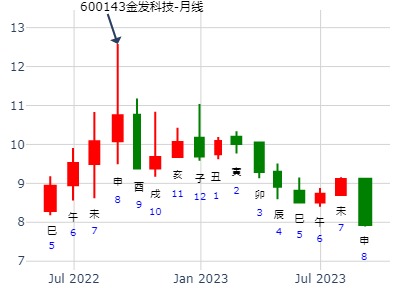 600143金发科技-月线
13
12
11
10
9
8
7
巳
5
午
6
未
7
申
8
酉
9
戌
10
亥
11
子
12
丑
1
寅
2
卯
3
辰
4
巳
5
午
6
未
7
申
8
Jul 2022
Jan 2023
Jul 2023